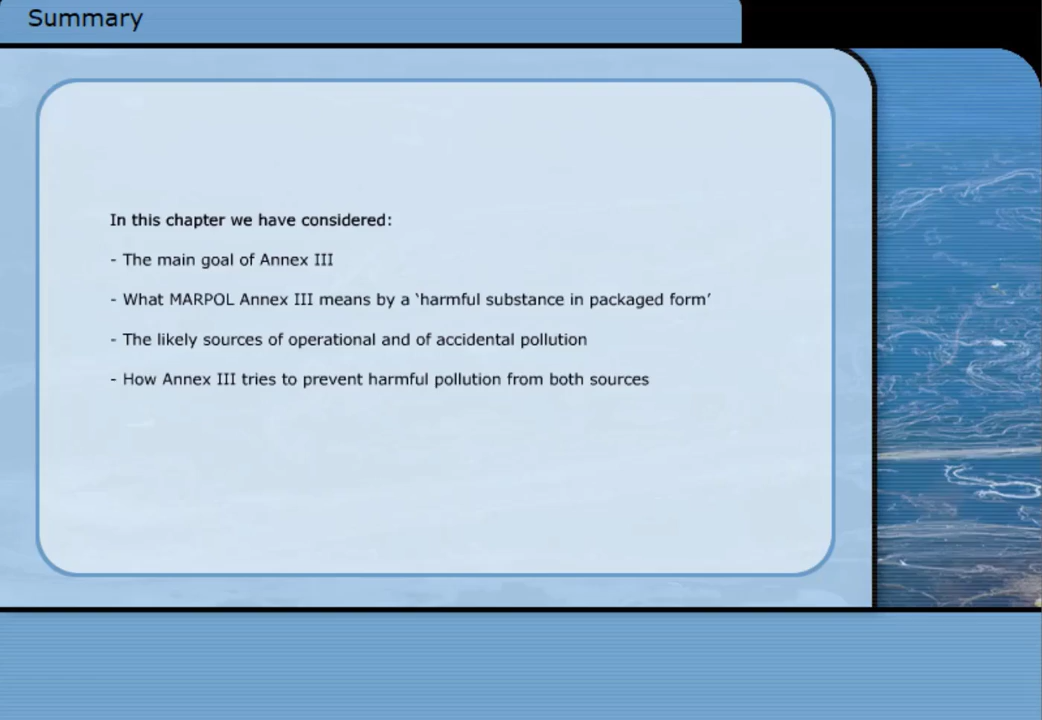 Summary
In this chapter we have considered:
- The main goal of Annex III
- What MARPOL Annex III means by a ‘harmful substance in packaged form’
- The likely sources of operational and of accidental pollution
- How Annex III tries to prevent harmful pollution from both sources